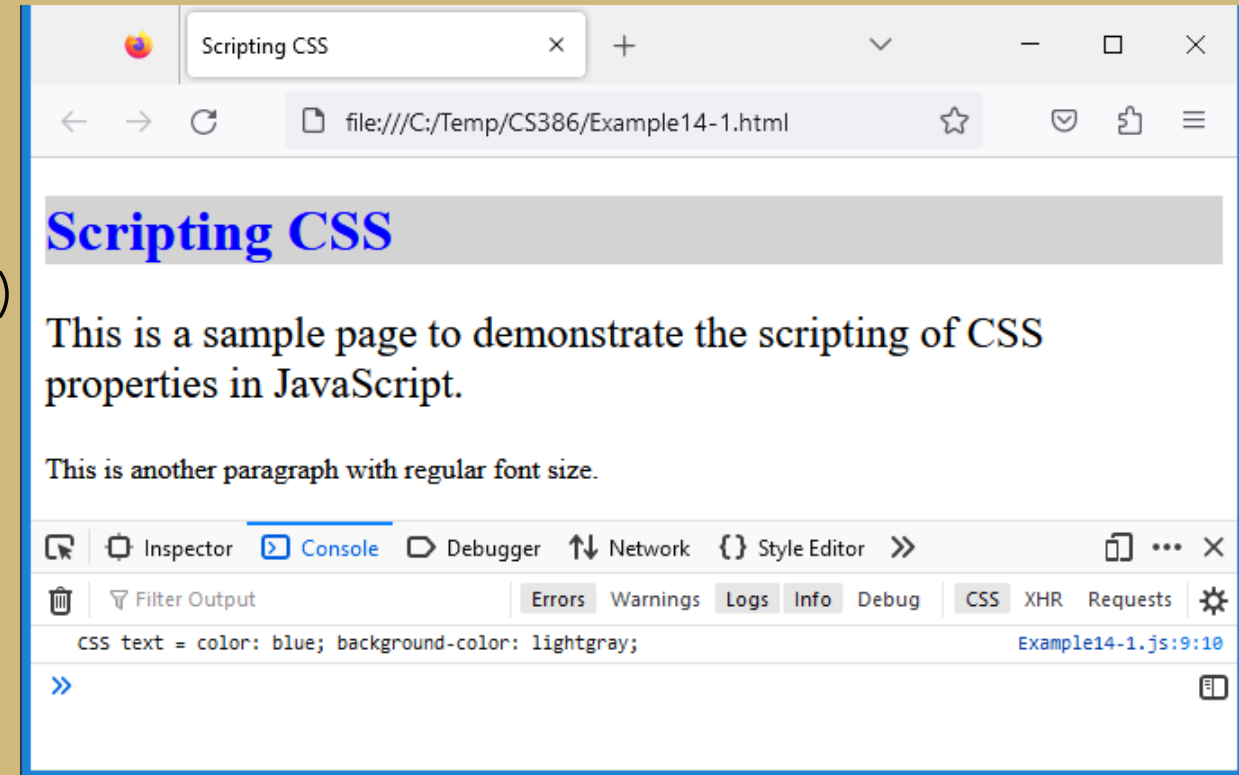 Scripting CSS
file:///C:/Temp/CS386/Example14-1.html
Scripting CSS
)
This is a sample page to demonstrate the scripting of CSS
properties in JavaScript.
This is another paragraph with regular font size.
Inspector Console Debugger Network {} Style Editor
Filter Output Errors Warnings Logs Info Debug CSS XHR Requests
CSS text = color: blue; background-color: lightgray; Example14-1.js:9:10